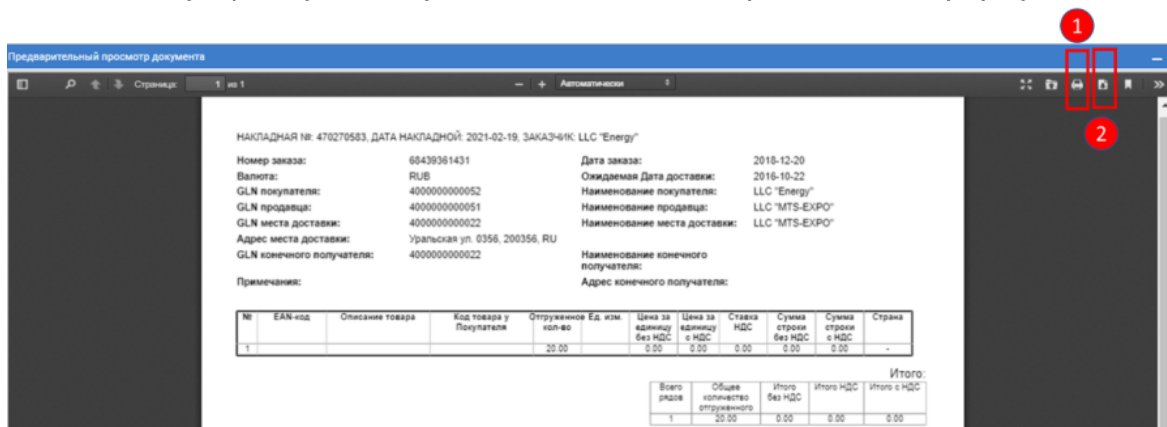 1
Предварительный просмотр документа
Страница: 1 из 1
Автоматически
2
НАКЛАДНАЯ №: 470270583, ДАТА НАКЛАДНОЙ: 2021-02-19, ЗАКАЗЧИК: LLC "Energy"
Номер заказа: 68439361431 Дата заказа: 2018-12-20
Валюта: RUB Ожидаемая Дата доставки: 2016-10-22
GLN покупателя: 4000000000052 Наименование покупателя: LLC "Energy"
GLN продавца: 4000000000051 Наименование продавца: LLC "MTS-EXPO"
GLN места доставки: 4000000000022 Наименование места доставки: LLC "MTS-EXPO"
Адрес места доставки: Уральская ул. 0356, 200356, RU
GLN конечного получателя: 4000000000022 Наименование конечного
получателя:
Примечания: Адрес конечного получателя:
№ EAN-код Описание товара Код товара у Отгруженное Ед. изм. Цена за Цена за Ставка Сумма Сумма Страна
Покупателя кол-во единицу единицу НДС строки строки
без НДС с НДС без НДС с НДС
1 20.00 0.00 0.00 0.00 0.00 0.00 -
Итого:
Всего Общее Итого Итого НДС Итого с НДС
рядов количество без НДС
отгруженного
1 20.00 0.00 0.00 0.00